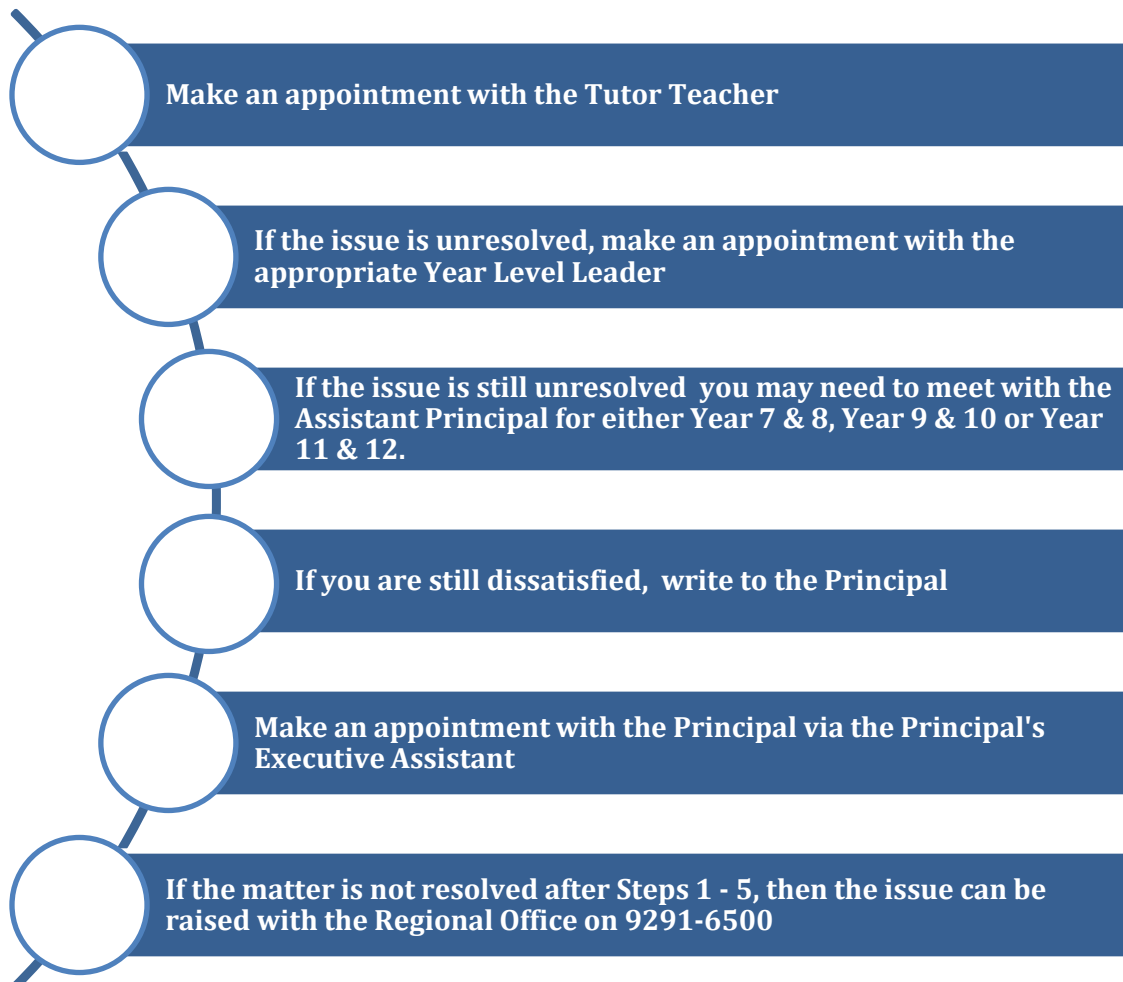 Make an appointment with the Tutor Teacher
If the issue is unresolved, make an appointment with the
appropriate Year Level Leader
If the issue is still unresolved  you may need to meet with the
Assistant Principal for either Year 7 & 8, Year 9 & 10 or Year
11 & 12.
If you are still dissatisfied,  write to the Principal
Make an appointment with the Principal via the Principal's
Executive Assistant
If the matter is not resolved after Steps 1 - 5, then the issue can be
raised with the Regional Office on 9291-6500